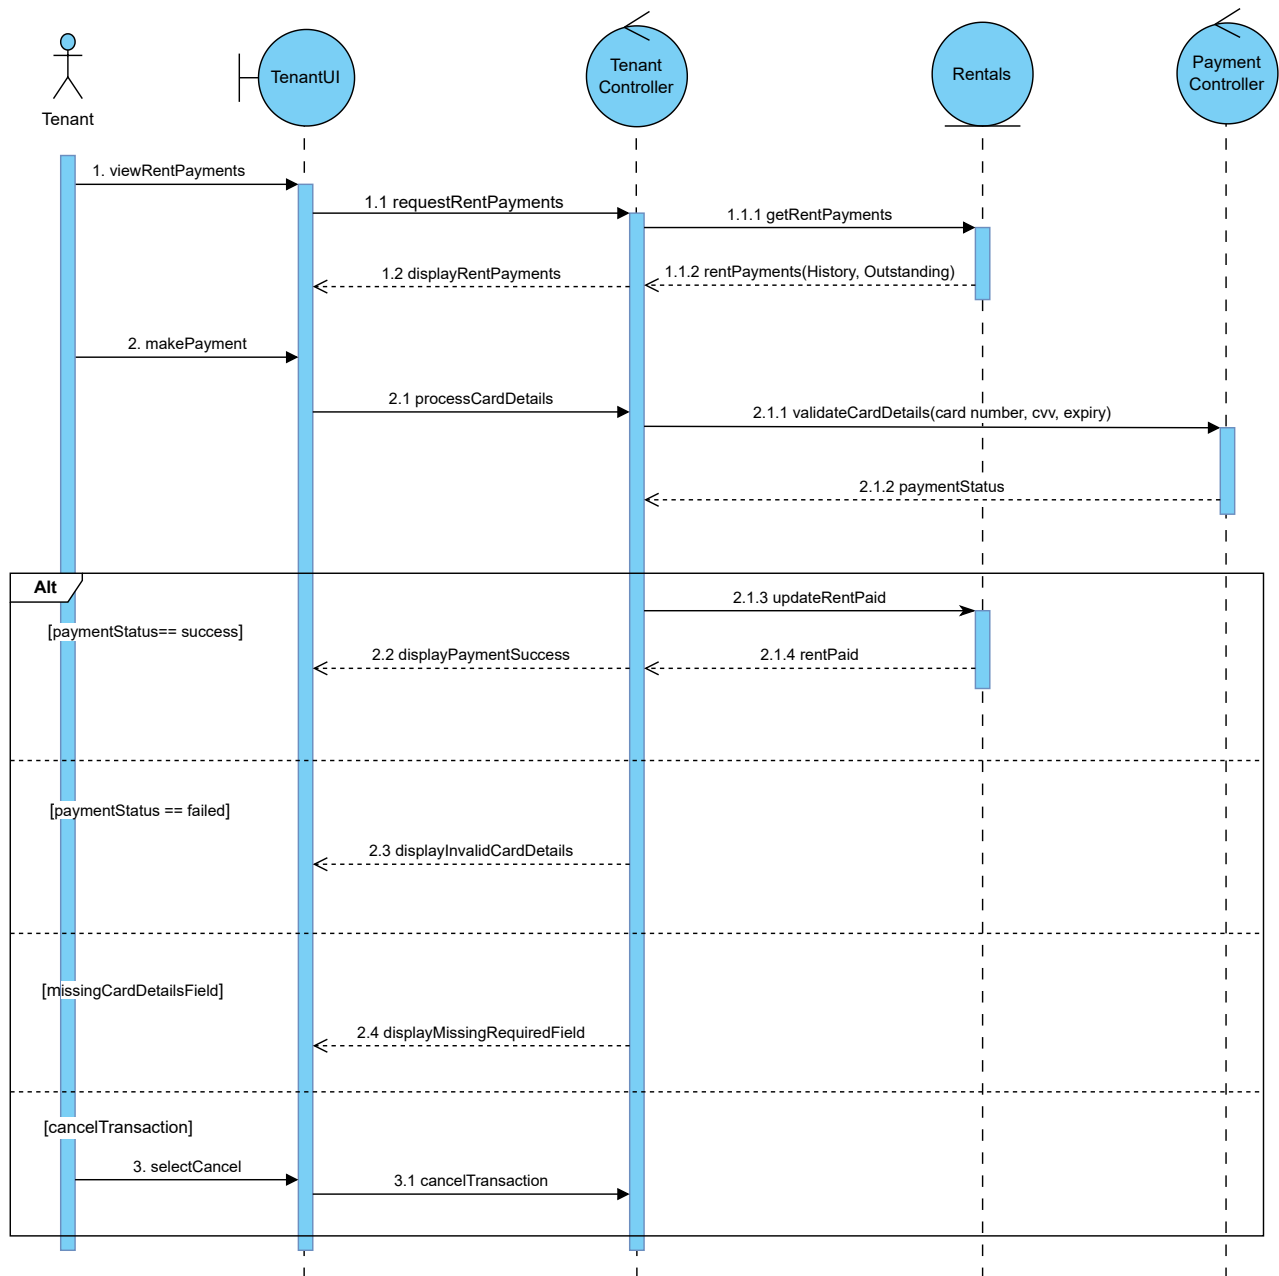 Tenant
TenantUI
Tenant
Controller
Rentals
Payment
Controller
1. viewRentPayments
1.1 requestRentPayments
1.1.1 getRentPayments
1.2 displayRentPayments
1.1.2 rentPayments(History, Outstanding)
2. makePayment
2.1 processCardDetails
2.1.1 validateCardDetails(card number, cvv, expiry)
2.1.2 paymentStatus
Alt
[paymentStatus== success]
2.1.3 updateRentPaid
2.2 displayPaymentSuccess
2.1.4 rentPaid
[paymentStatus == failed]
2.3 displayInvalidCardDetails
[missingCardDetailsField]
2.4 displayMissingRequiredField
[cancelTransaction]
3. selectCancel
3.1 cancelTransaction